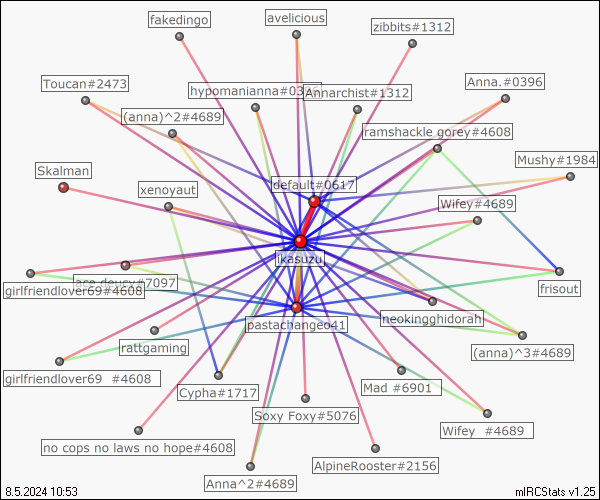 fakedingo
avelicious
zibbits#1312
Toucan#2473
hypomanianna#0396
Annarchist#1312
Anna.#0396
(anna)^2#4689
ramshackle gorey#4608
Skalman
Mushy#1984
xenoyaut
default#0617
Wifey#4689
ikasuzu
girlfriendlover69#4608
ace devey#7097
frisout
pastachangeo41
neokingghidorah
rattgaming
(anna)^3#4689
girlfriendlover69 #4608
Cypha#1717
Mad #6901
Soxy Foxy#5076
Wifey #4689
no cops no laws no hope#4608
AlpineRooster#2156
Anna^2#4689
8.5.2024 10:53
mIRCStats v1.25